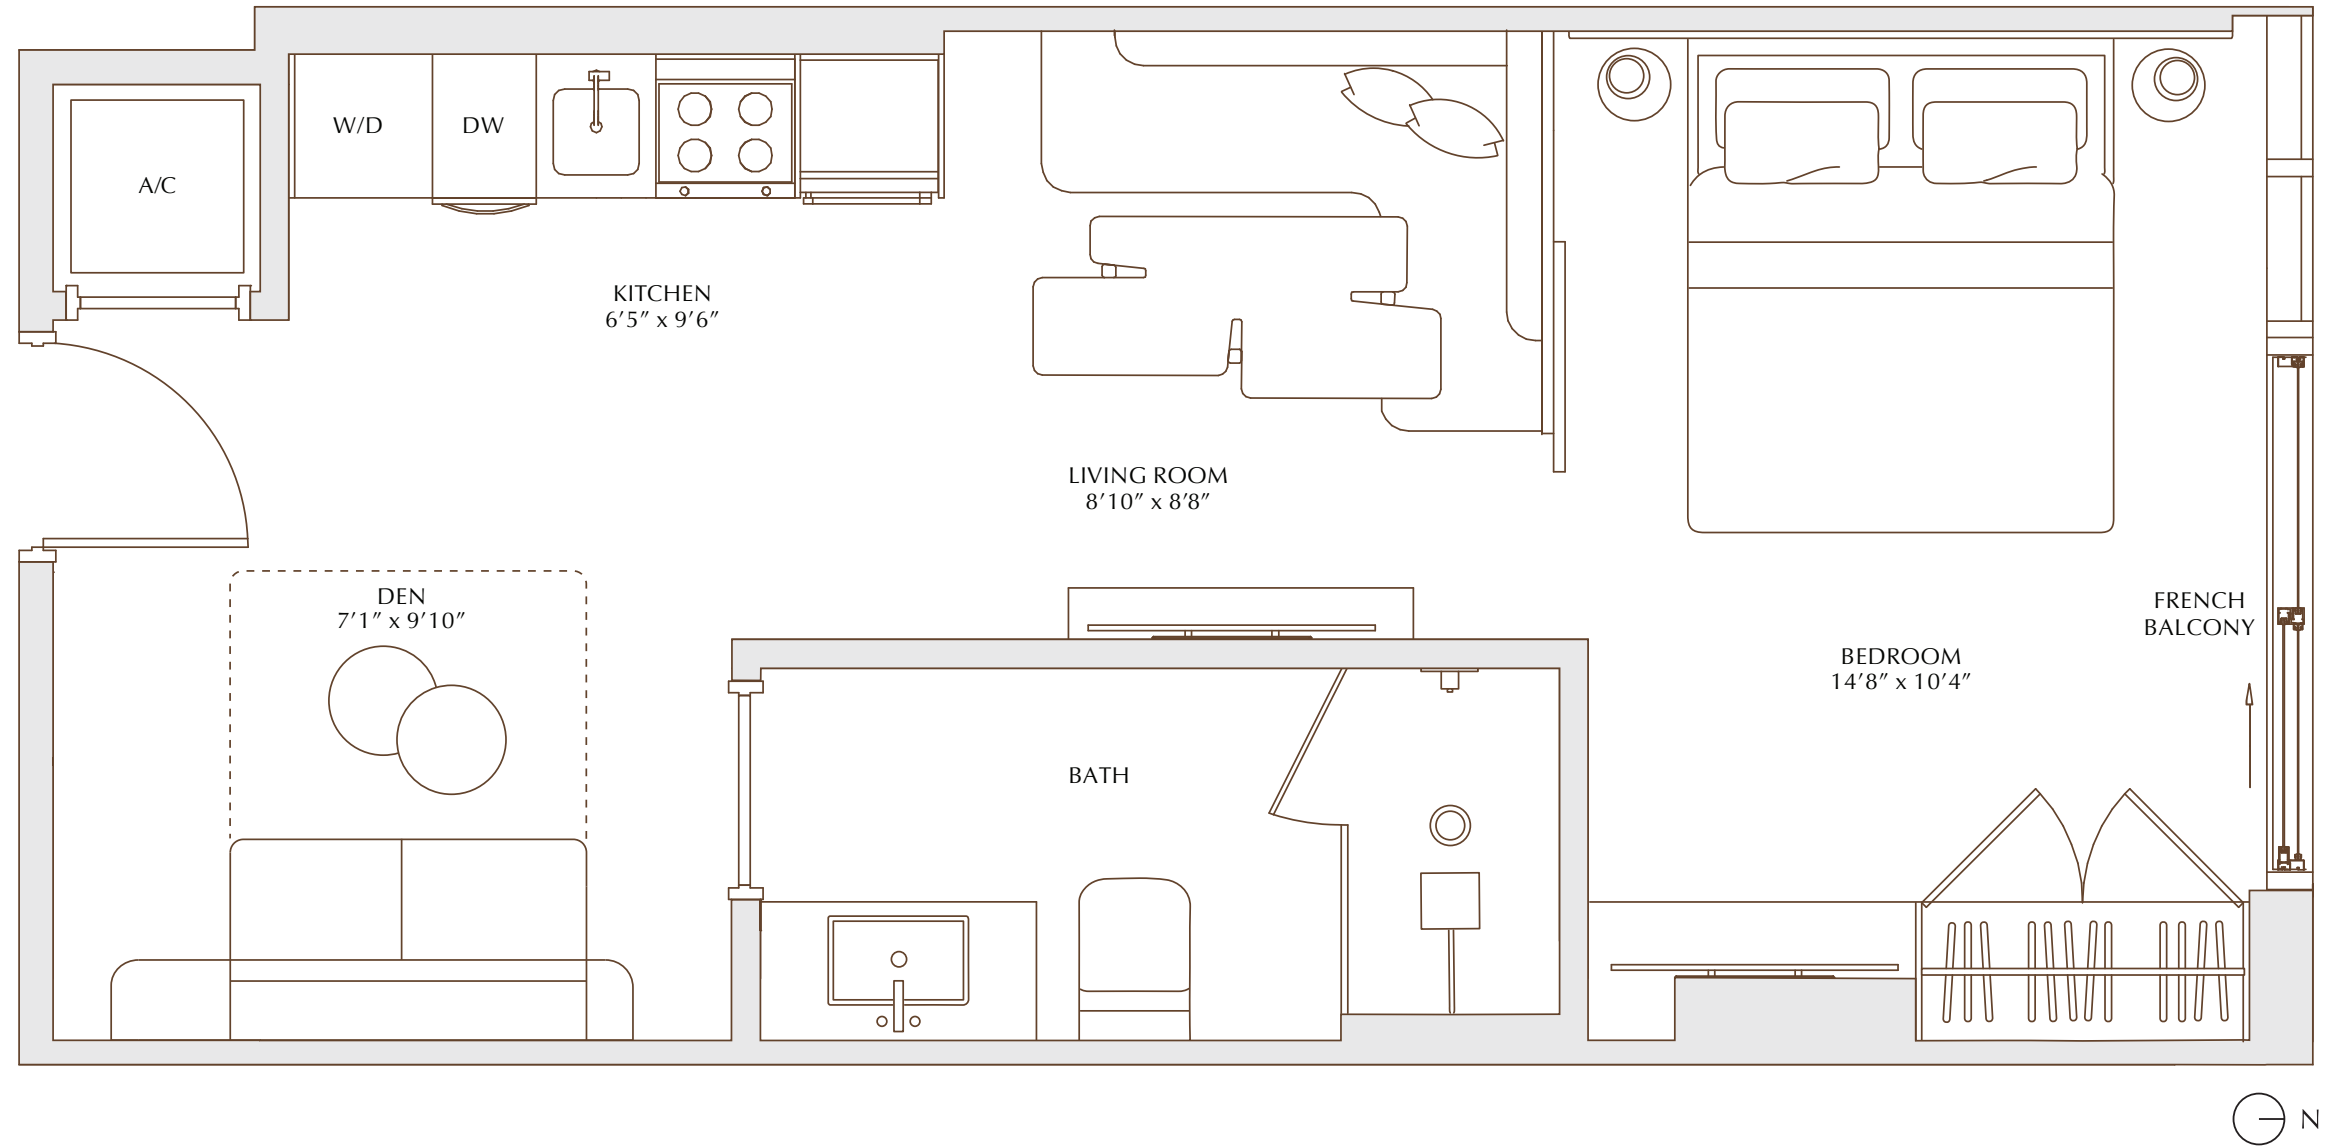 W/D
DW
A/C
KITCHEN
6’5” x 9’6”
LIVING ROOM
8’10” x 8’8”
DEN
7’1” x 9’10”
FRENCH
BALCONY
BEDROOM
14’8” x 10’4”
BATH
N